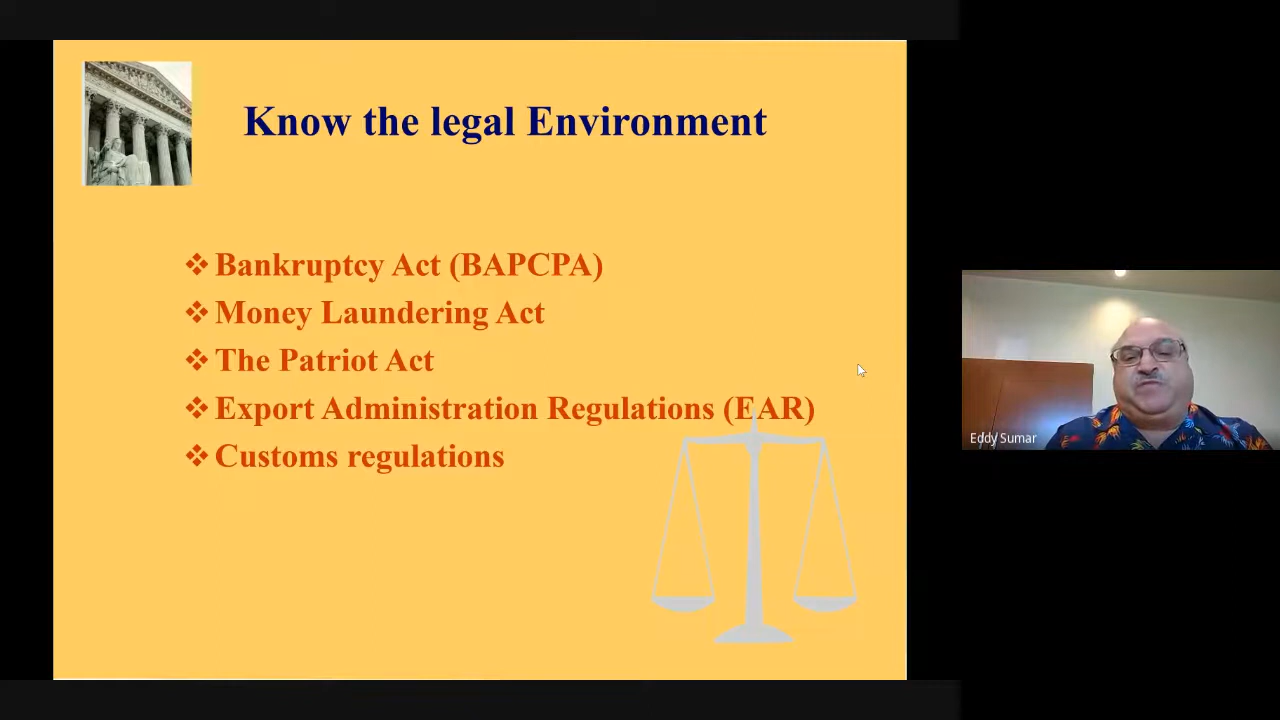 Know the legal Environment
❖ Bankruptcy Act (BAPCPA)
❖ Money Laundering Act
❖ The Patriot Act
❖ Export Administration Regulations (EAR)
❖ Customs regulations
Eddy Sumar